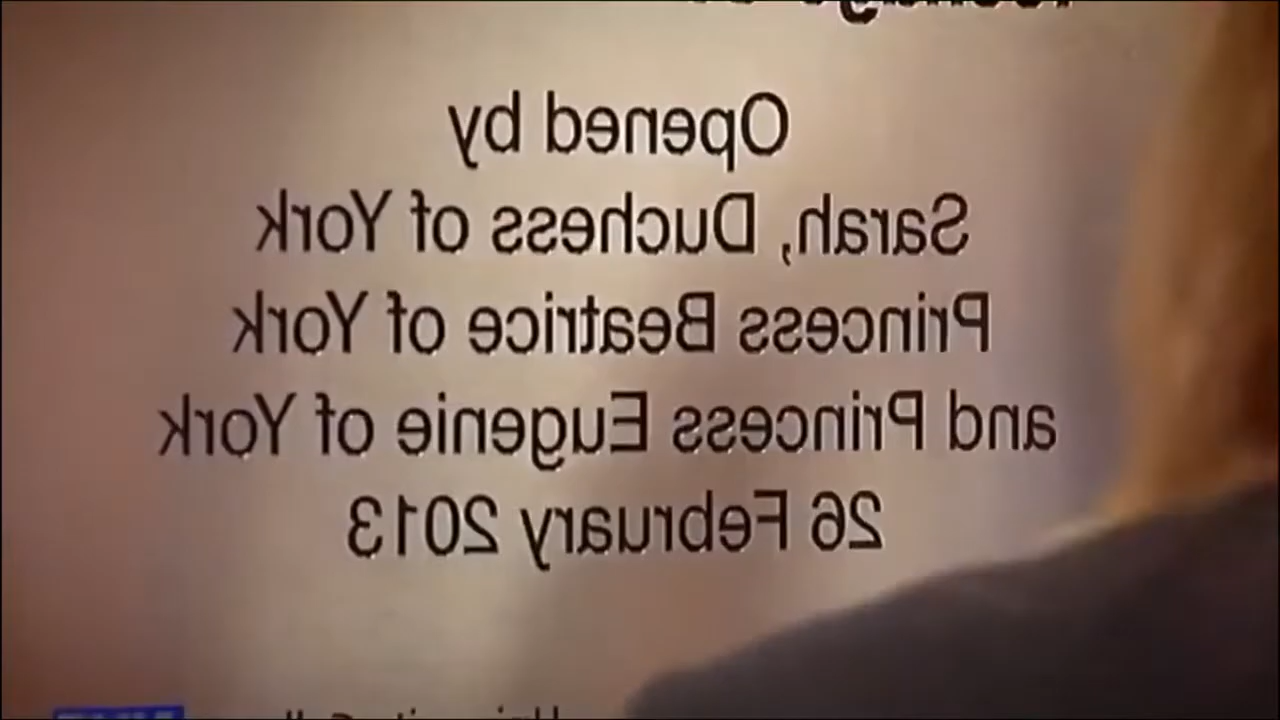 Opened by
Sarah, Duchess of York
Princess Beatrice of York
and Princess Eugenie of York
26 February 2013